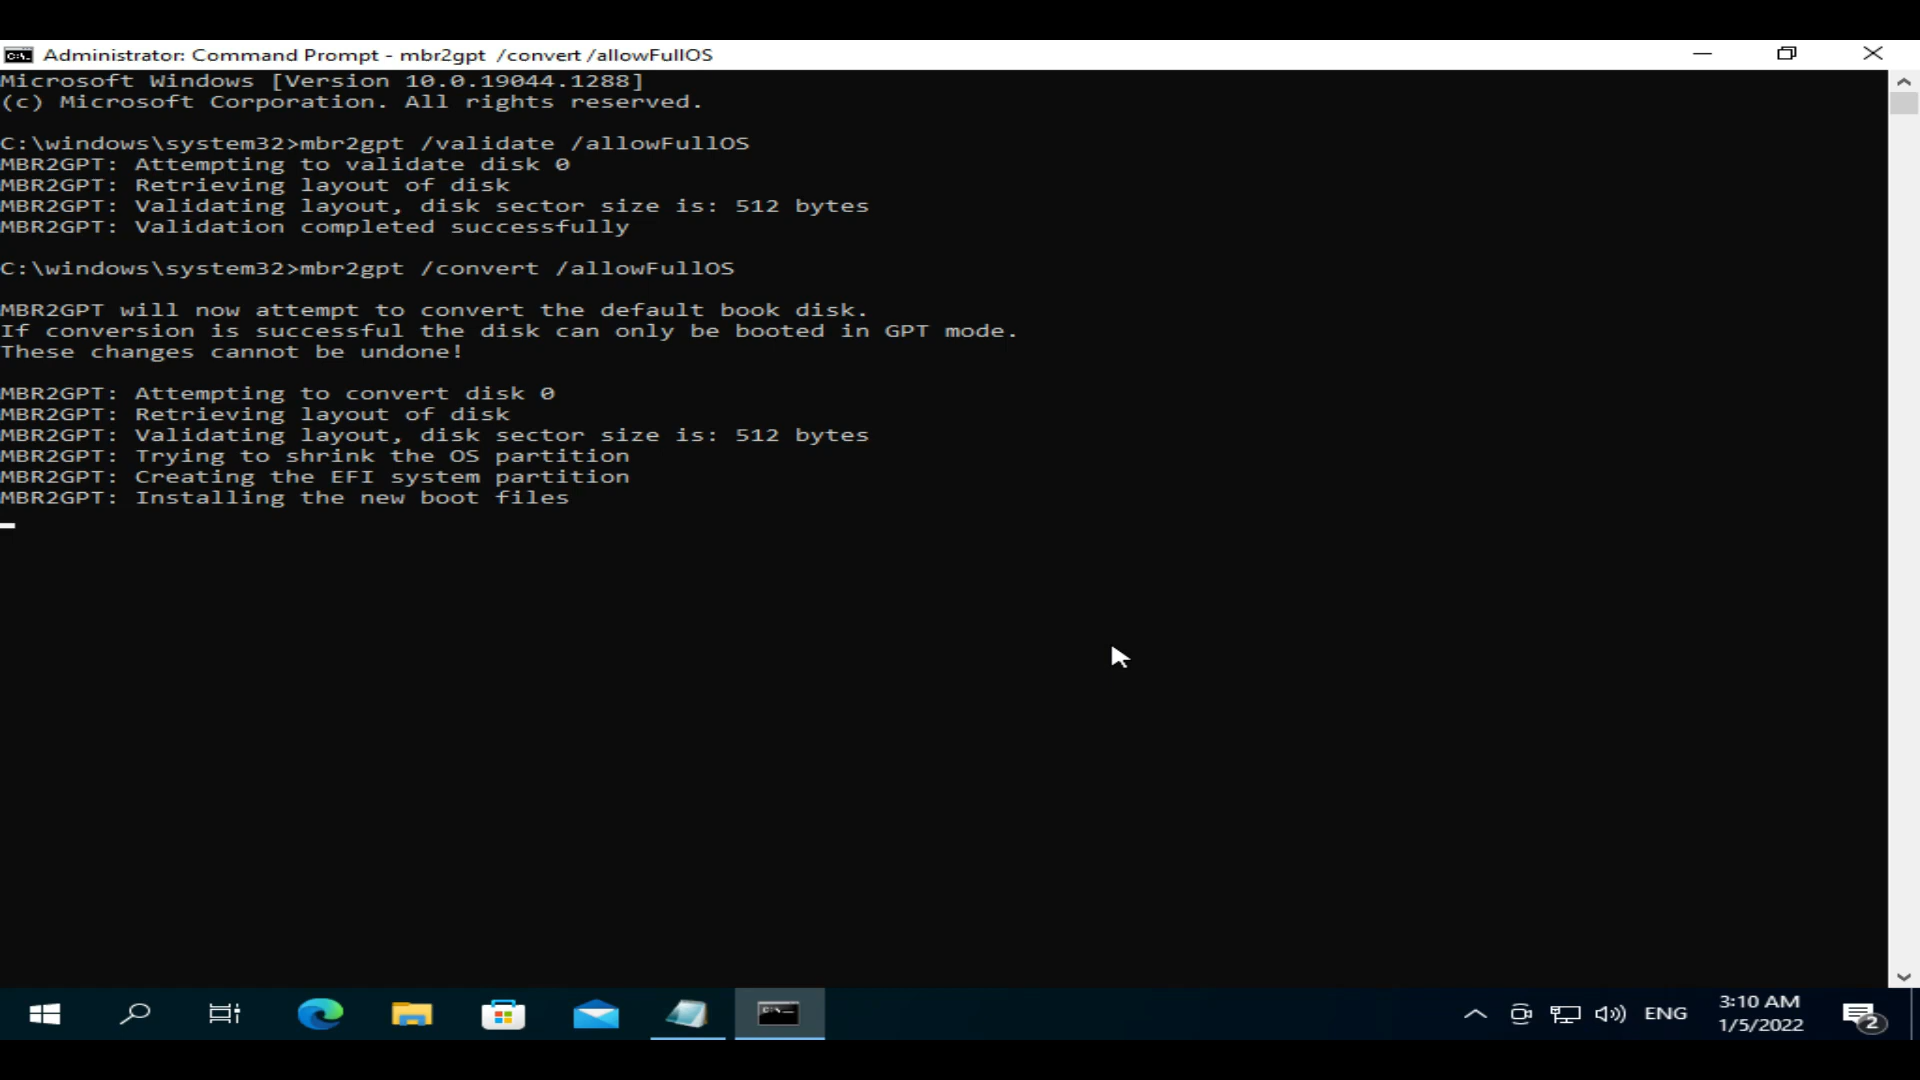 Administrator: Command Prompt - mbr2gpt /convert /allowFullOS
Microsoft Windows [Version 10.0.19044.1288]
(c) Microsoft Corporation. All rights reserved.
C:\windows\system32>mbr2gpt /validate /allowFullOS
MBR2GPT: Attempting to validate disk 0
MBR2GPT: Retrieving layout of disk
MBR2GPT: Validating layout, disk sector size is: 512 bytes
MBR2GPT: Validation completed successfully
C:\windows\system32>mbr2gpt /convert /allowFullOS
MBR2GPT will now attempt to convert the default book disk.
If conversion is successful the disk can only be booted in GPT mode.
These changes cannot be undone!
MBR2GPT: Attempting to convert disk 0
MBR2GPT: Retrieving layout of disk
MBR2GPT: Validating layout, disk sector size is: 512 bytes
MBR2GPT: Trying to shrink the OS partition
MBR2GPT: Creating the EFI system partition
MBR2GPT: Installing the new boot files
ENG
3:10 AM
1/5/2022
2